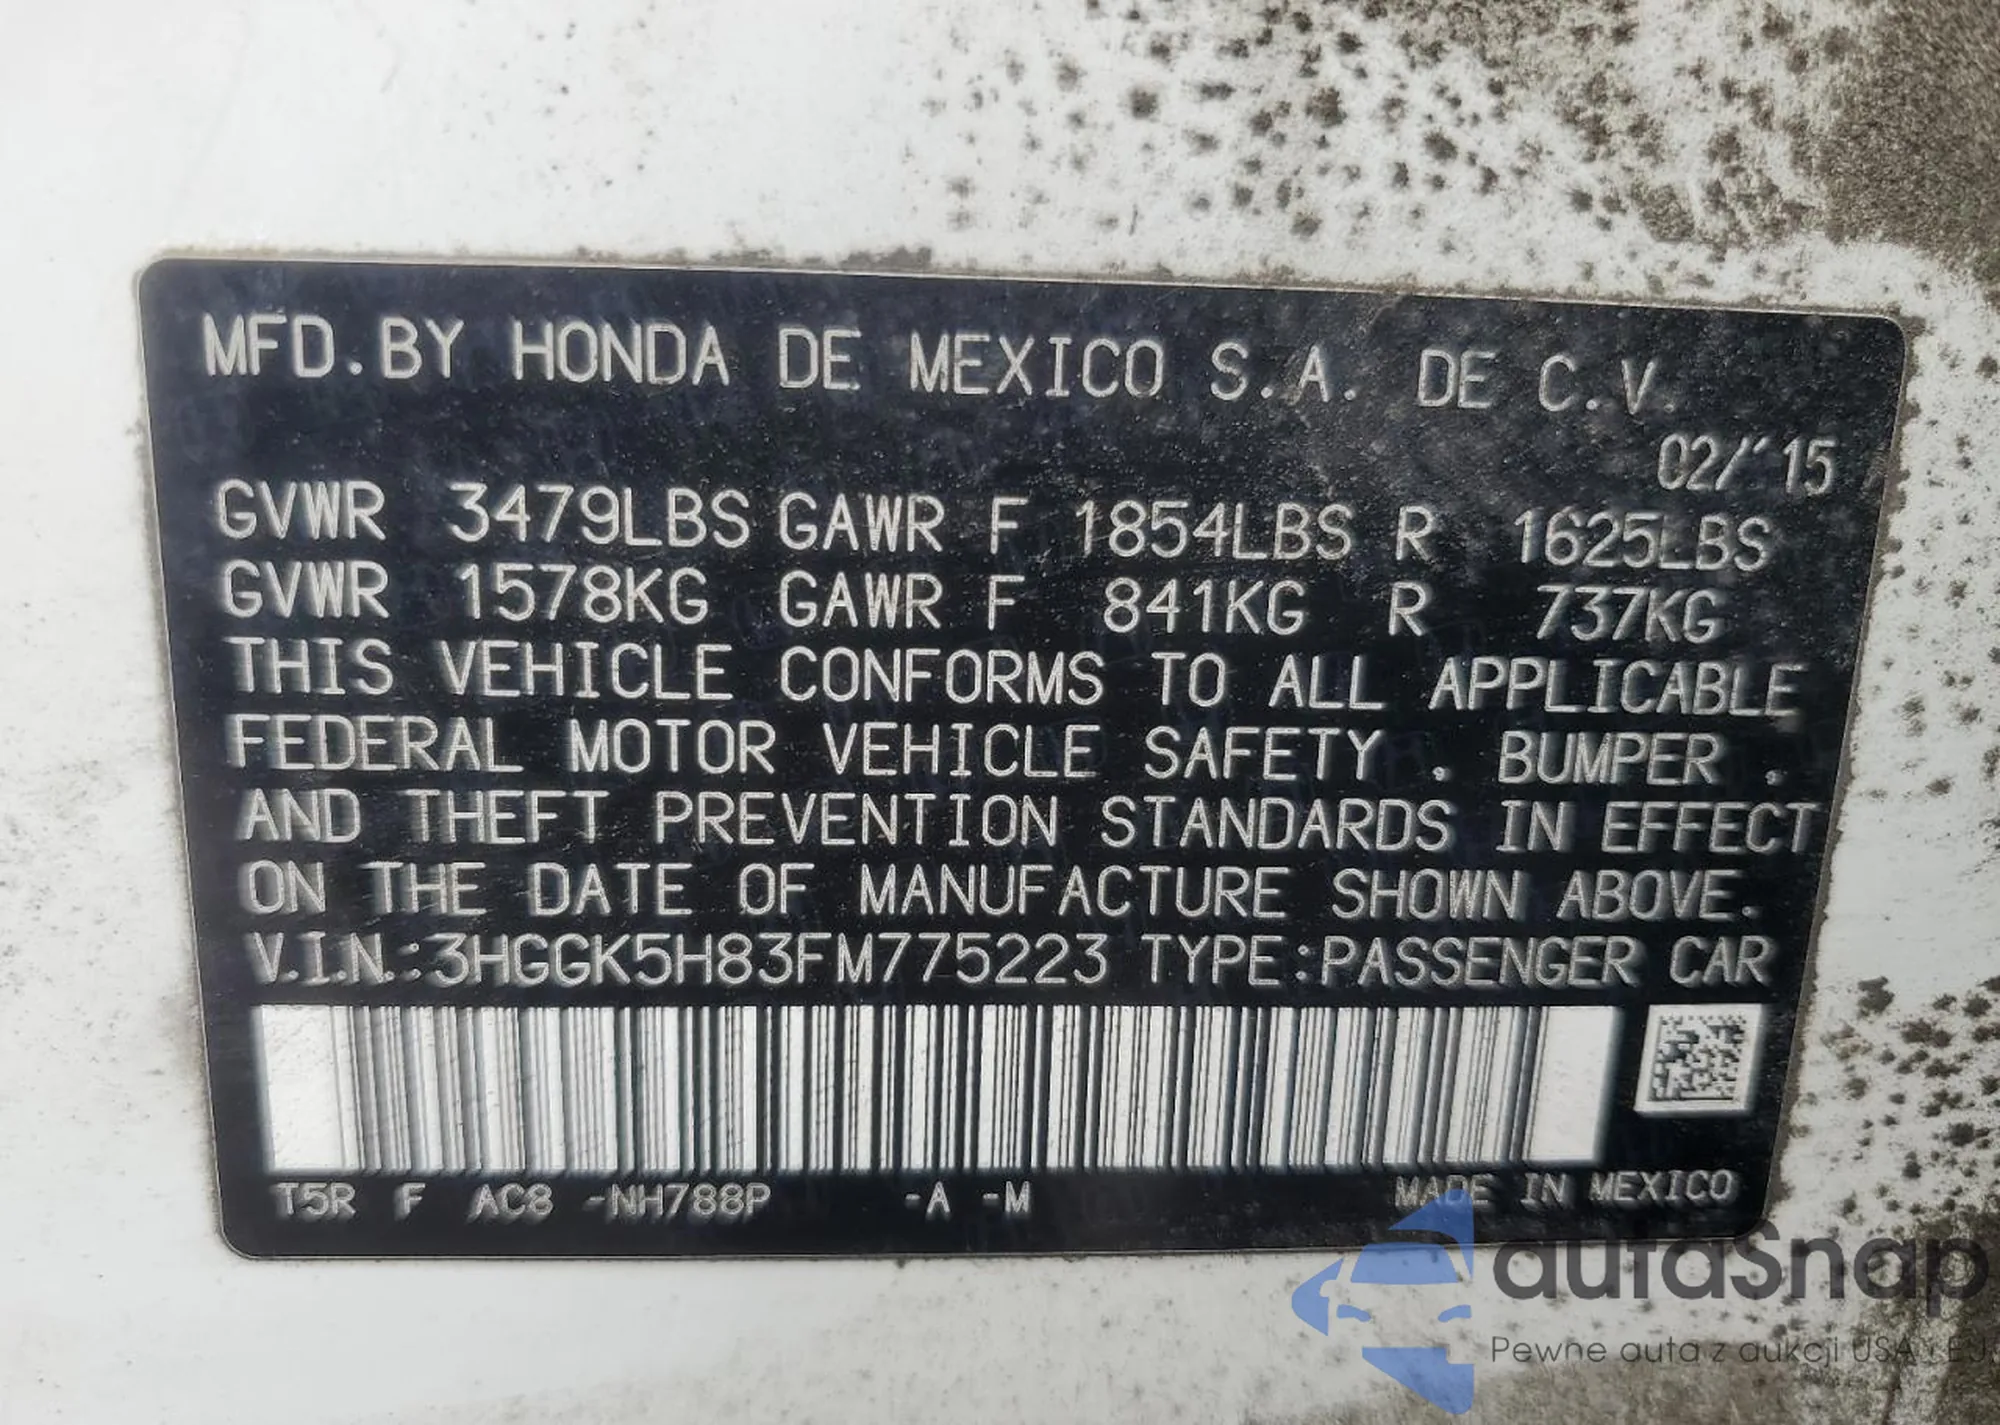 MFD.BY HONDA DE MEXICO S.A. DE C.V.
02/'15
GVWR 3479LBS GAWR F 1854LBS R 1625LBS
GVWR 1578KG GAWR F 841KG R 737KG
THIS VEHICLE CONFORMS TO ALL APPLICABLE
FEDERAL MOTOR VEHICLE SAFETY , BUMPER ,
AND THEFT PREVENTION STANDARDS IN EFFECT
ON THE DATE OF MANUFACTURE SHOWN ABOVE.
V.I.N.:3HGGK5H83FM775223 TYPE:PASSENGER CAR
T5R F AC8 -NH788P -A -M MADE IN MEXICO
autaSnap
Pewne auta z aukcji USA i EU